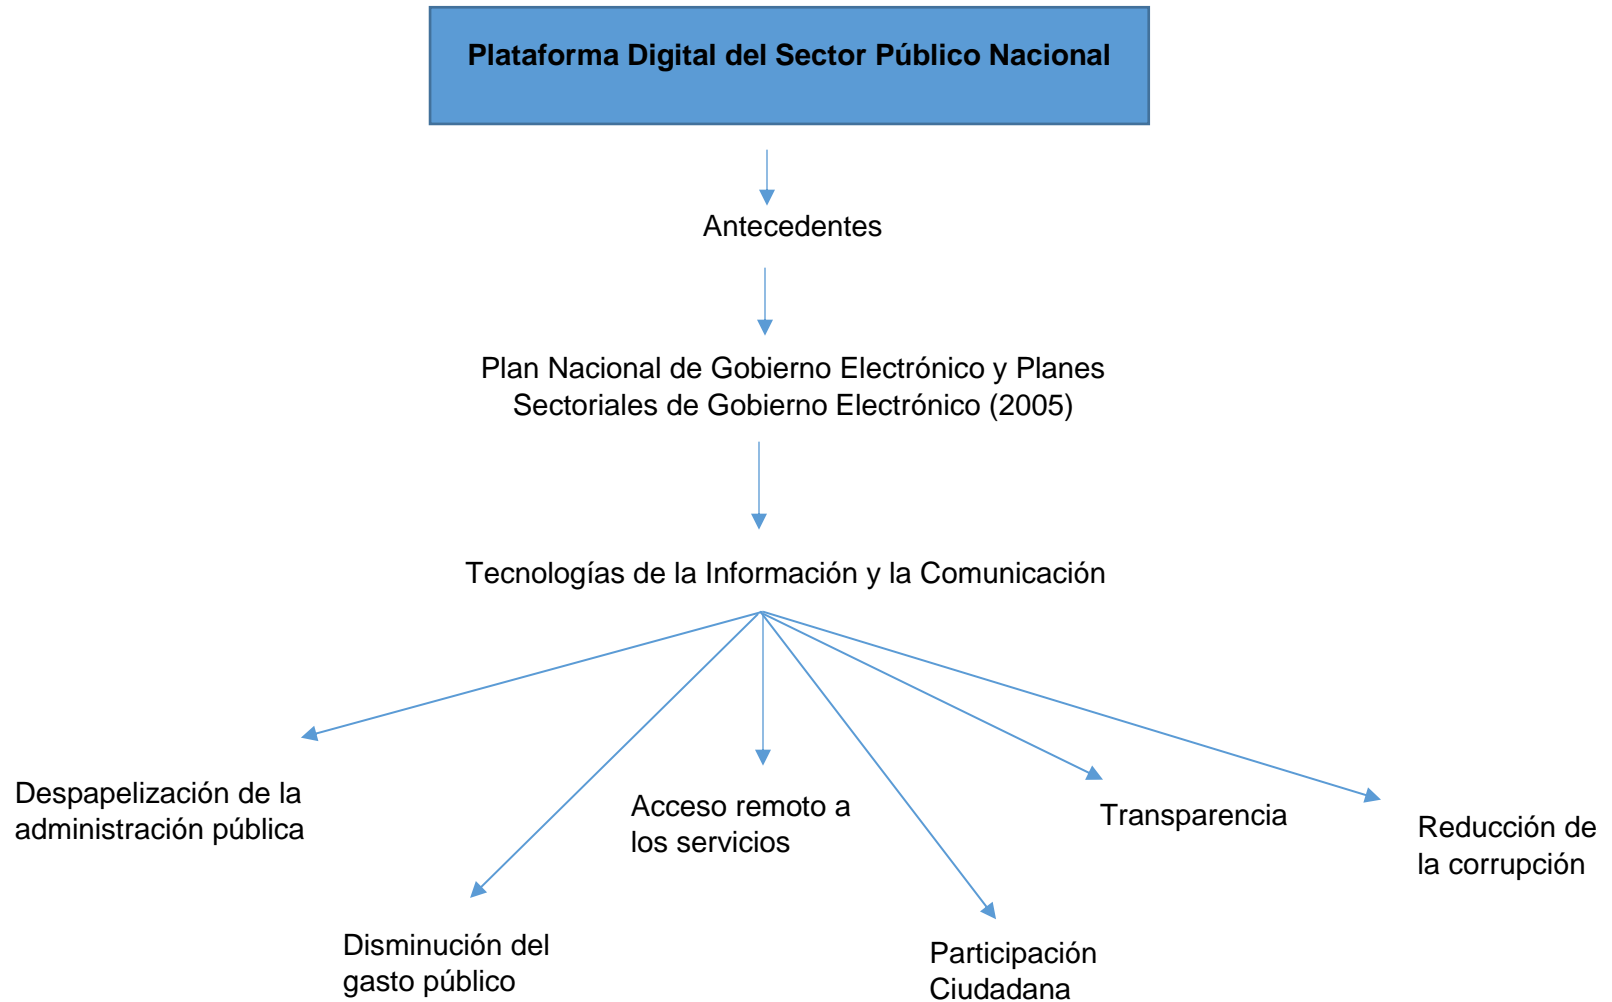 Plataforma Digital del Sector Público Nacional
Antecedentes
Plan Nacional de Gobierno Electrónico y Planes
Sectoriales de Gobierno Electrónico (2005)
Tecnologías de la Información y la Comunicación
Despapelización de la
administración pública
Disminución del
gasto público
Acceso remoto a
los servicios
Participación
Ciudadana
Transparencia
Reducción de
la corrupción